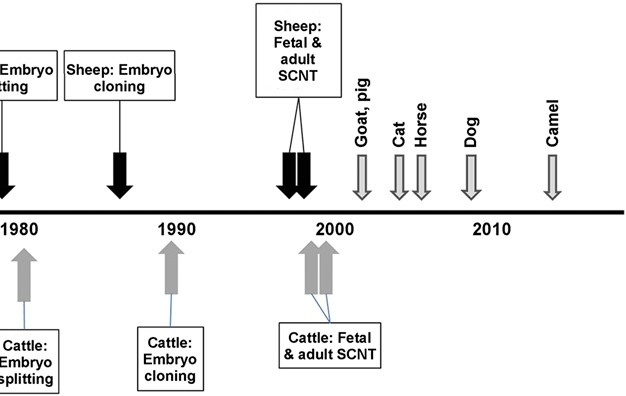 Embryo
tting
Sheep: Embryo
cloning
Sheep:
Fetal &
adult
SCNT
Goat, pig
Cat
Horse
Dog
Camel
1980
1990
2000
2010
Cattle:
Embryo
splitting
Cattle:
Embryo
cloning
Cattle: Fetal
& adult SCNT